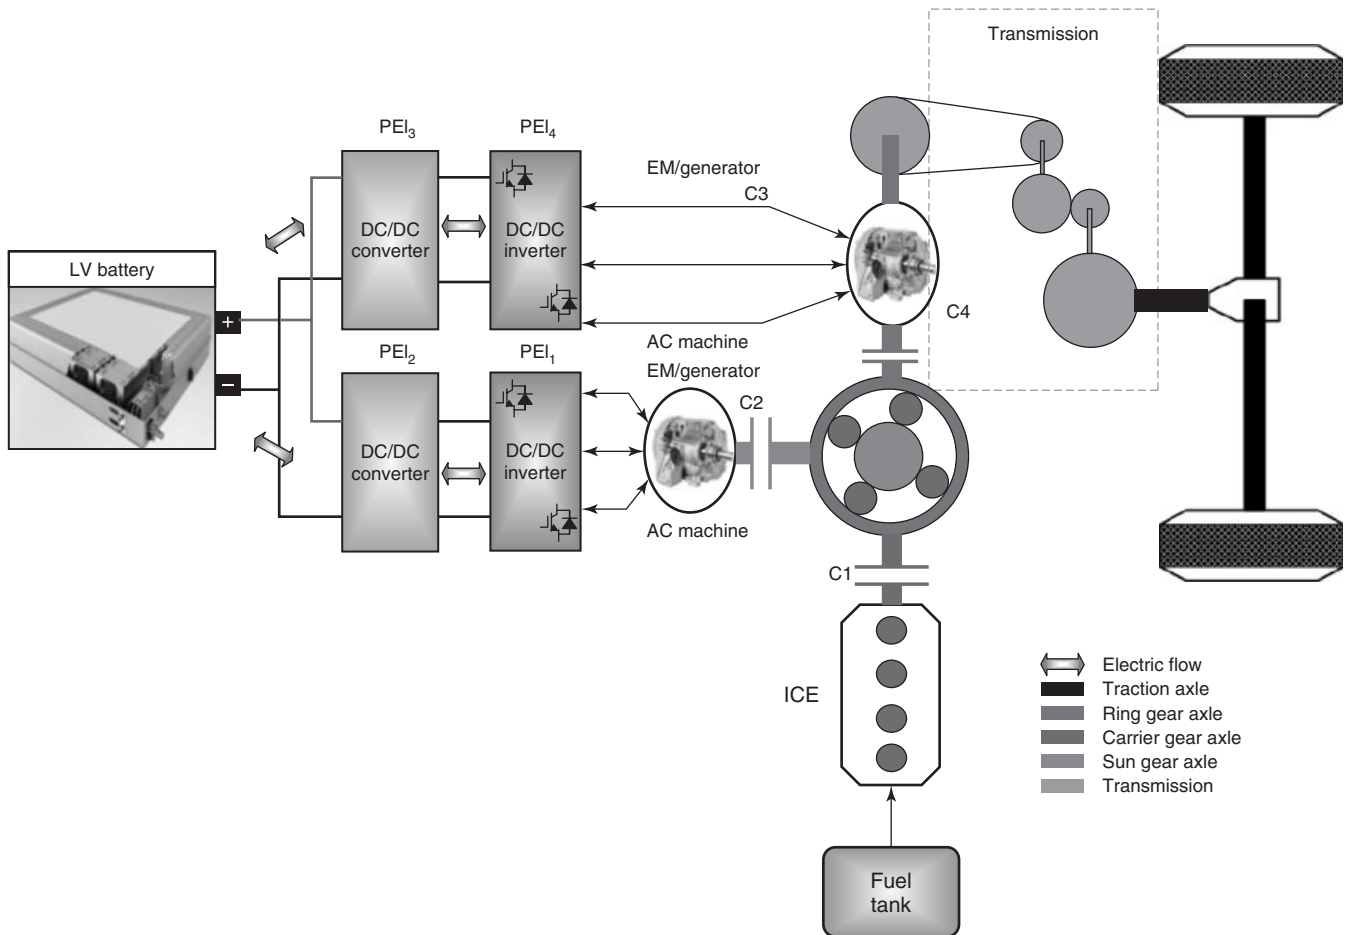 Transmission
PEI₃
PEI₄
EM/generator
C3
DC/DC
converter
DC/DC
inverter
LV battery
+
−
C4
AC machine
PEI₂
PEI₁
EM/generator
C2
DC/DC
converter
DC/DC
inverter
AC machine
C1
ICE
Electric flow
Traction axle
Ring gear axle
Carrier gear axle
Sun gear axle
Transmission
Fuel
tank